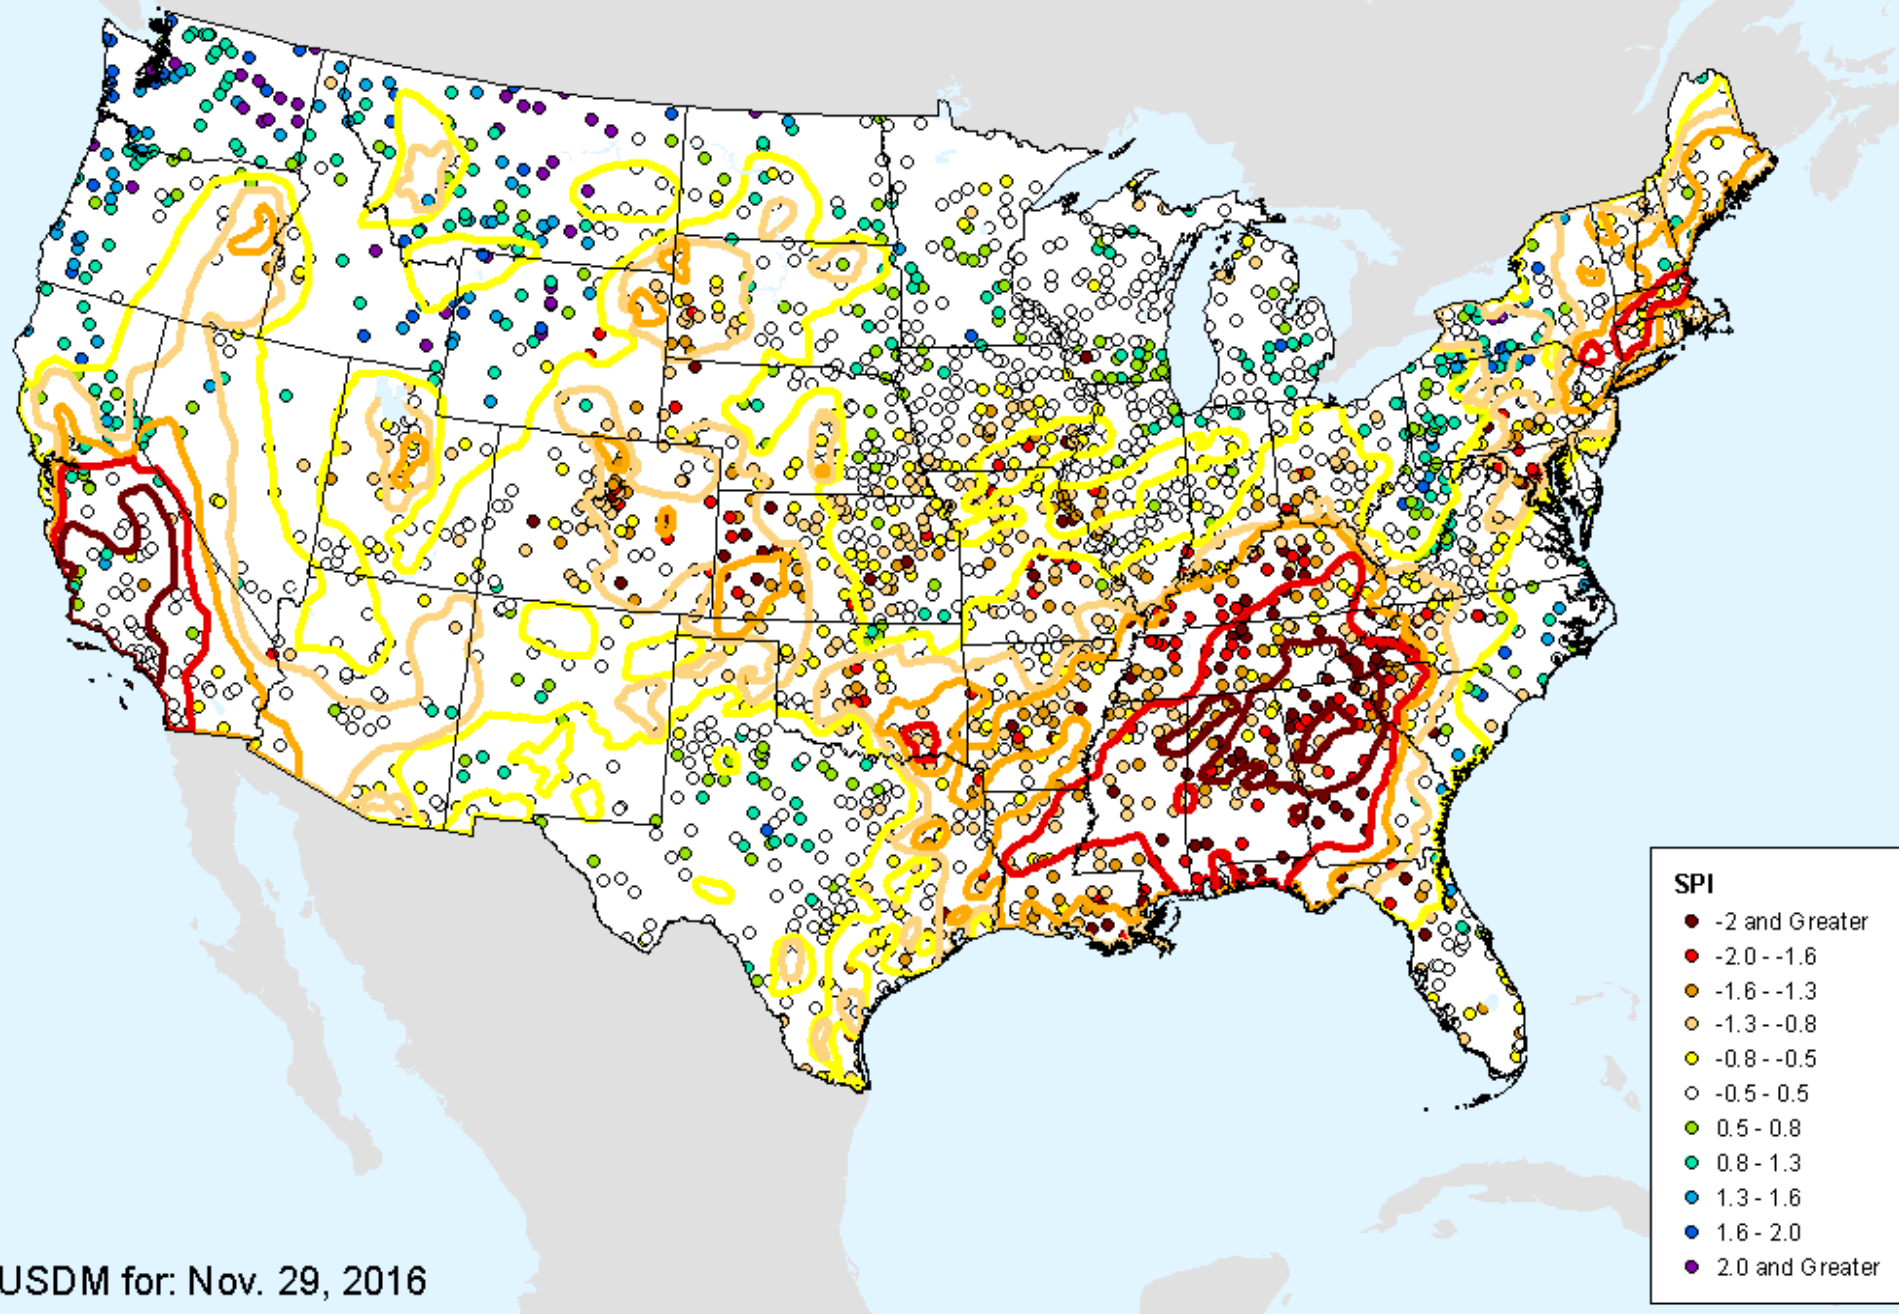 SPI
-2 and Greater
-2.0 - -1.6
-1.6 - -1.3
-1.3 - -0.8
-0.8 - -0.5
-0.5 - 0.5
0.5 - 0.8
0.8 - 1.3
1.3 - 1.6
1.6 - 2.0
2.0 and Greater
USDM for: Nov. 29, 2016